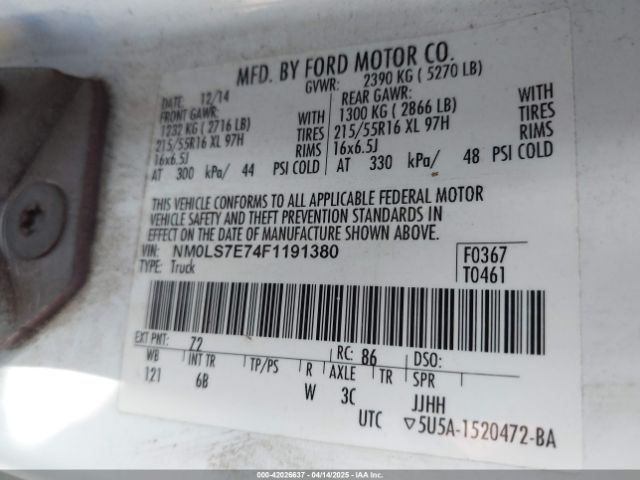 MFD. BY FORD MOTOR CO.
DATE: 12/14 GVWR: 2390 KG ( 5270 LB)
FRONT GAWR: WITH REAR GAWR: WITH
1232 KG ( 2716 LB) TIRES 1300 KG ( 2866 LB) TIRES
215/55R16 XL 97H RIMS 215/55R16 XL 97H RIMS
16x6.5J 16x6.5J
AT 300 kPa/ 44 PSI COLD AT 330 kPa/ 48 PSI COLD
THIS VEHICLE CONFORMS TO ALL APPLICABLE FEDERAL MOTOR
VEHICLE SAFETY AND THEFT PREVENTION STANDARDS IN
EFFECT ON THE DATE OF MANUFACTURE SHOWN ABOVE.
VIN: NM0LS7E74F1191380 F0367
TYPE: Truck T0461
EXT PNT: 72 RC: 86 DSO:
WB INT TR TP/PS R AXLE TR SPR
121 6B W 3C JJHH
UTC ▽5U5A-1520472-BA
000-42026637 - 04/14/2025 - IAAI.COM